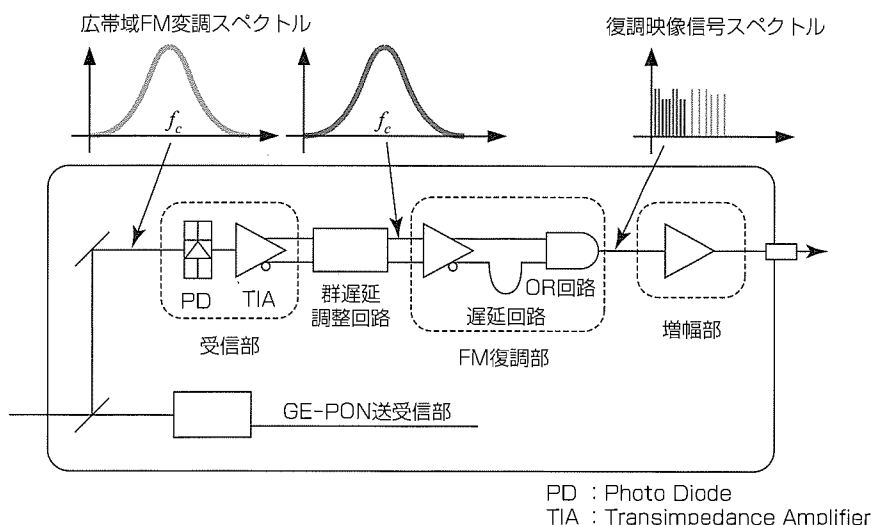 広帯域FM変調スペクトル
復調映像信号スペクトル
fc
fc
PD
TIA
群遅延
調整回路
OR回路
遅延回路
受信部
FM復調部
増幅部
GE-PON送受信部
PD : Photo Diode
TIA : Transimpedance Amplifier